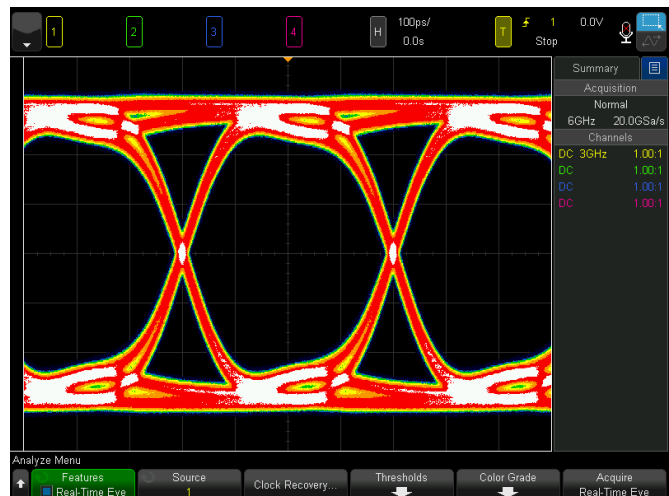 1 2 3 4 H 100ps/ T 1 0.0V
0.0s Stop
Summary
Acquisition
Normal
6GHz 20.0GSa/s
Channels
DC 3GHz 1.00:1
DC 1.00:1
DC 1.00:1
DC 1.00:1
Analyze Menu
Features Source Clock Recovery... Thresholds Color Grade Acquire
Real-Time Eye 1 Real-Time Eye